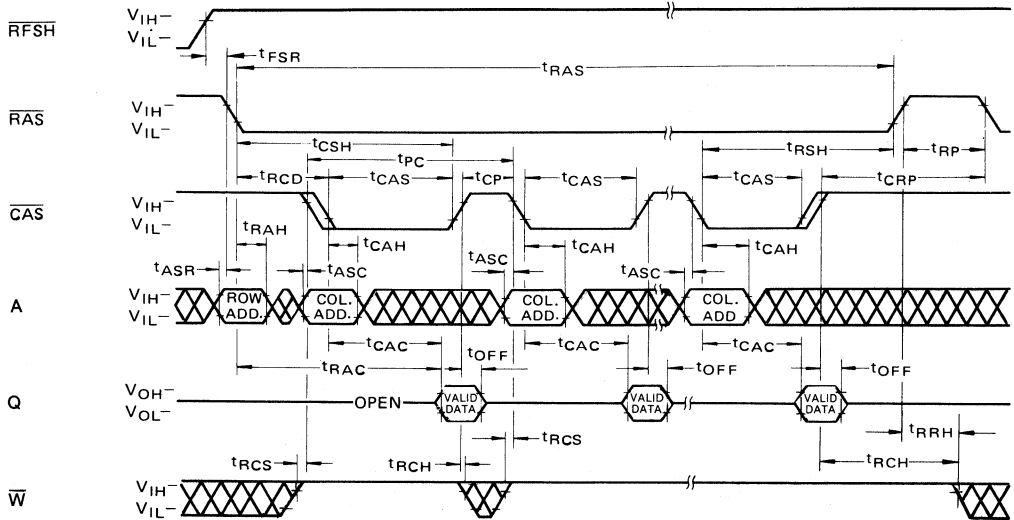 RFSH
VIH–
VIL–
tFSR
tRAS
RAS
VIH–
VIL–
tCSH
tPC
tRSH
tRP
tRCD
tCAS
tCP
tCAS
tCAS
tCRP
CAS
VIH–
VIL–
tRAH
tCAH
tCAH
tCAH
tASR
tASC
tASC
tASC
A
VIH–
VIL–
ROW ADD.
COL. ADD.
COL. ADD.
COL. ADD
tCAC
tCAC
tCAC
tRAC
tOFF
tOFF
tOFF
Q
VOH–
VOL–
OPEN
VALID DATA
VALID DATA
VALID DATA
tRCS
tRRH
tRCS
tRCH
tRCH
W
VIH–
VIL–